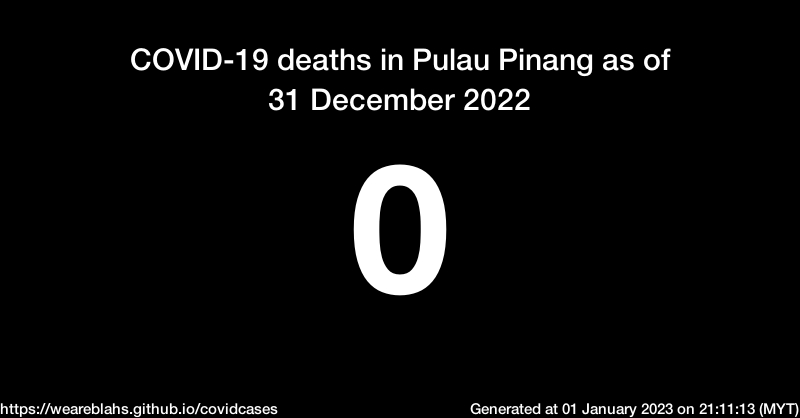 COVID-19 deaths in Pulau Pinang as of
31 December 2022
0
https://weareblahs.github.io/covidcases
Generated at 01 January 2023 on 21:11:13 (MYT)